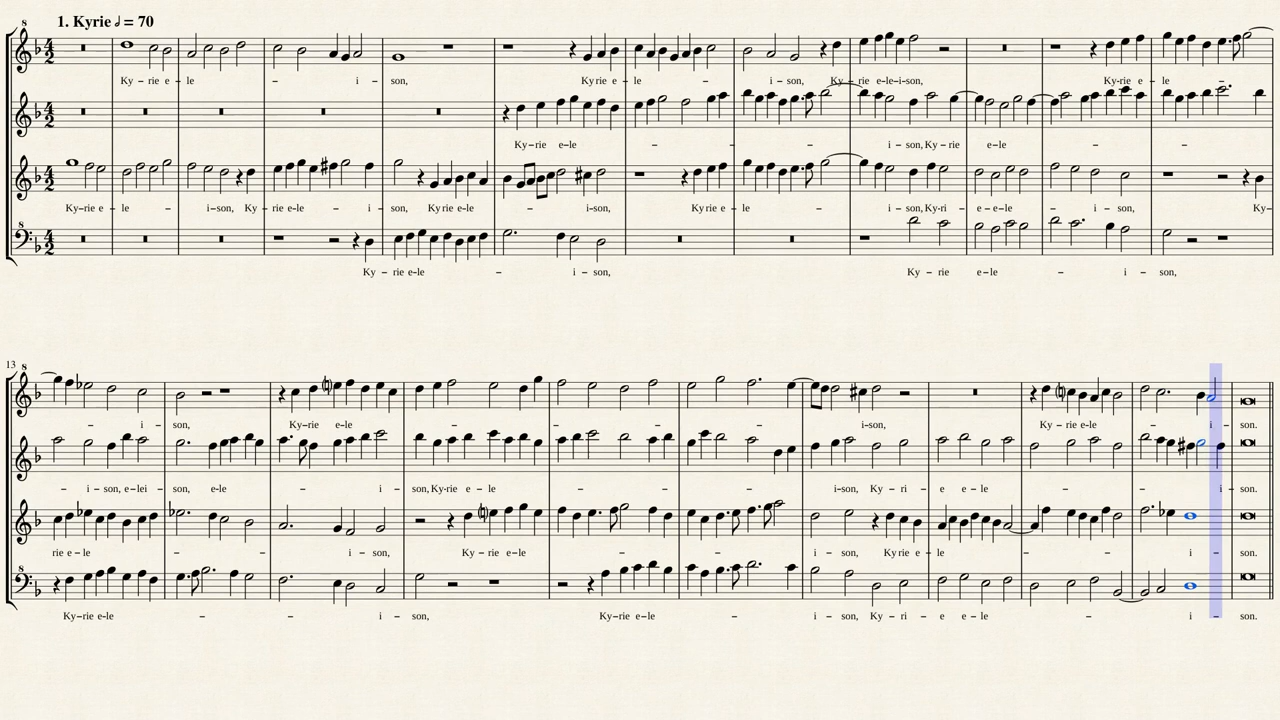 8
1. Kyrie 𝅗𝅥 = 70
Ky – rie e – le – – i – son, Kyrie e – le – i – son, Ky – rie e–le–i–son, Ky–rie e – le –
Ky–rie e–le – – – i – son, Ky–rie e–le – –
Ky–rie e – le – i–son, Ky – rie e–le – i – son, Ky rie e–le – i–son, Ky rie e – le – i – son, Ky–ri – e – e–le – i – son, Ky–
Ky – rie e–le – i – son, Ky – rie e–le – i – son,
13 8
– i – son, Ky–rie e–le – – – – i–son, Ky–rie e–le – son.
– i – son, e–lei – son, e–le – – i – son, Ky–rie e–le – – i–son, Ky – ri – e e – le – – i – son.
rie e – le – – i – son, Ky – rie e–le – – i – son, Ky rie e – le – i – son.
8
Ky–rie e–le – – i – son, Ky–rie e–le – i – son, Ky – ri – e e – le – i – son.